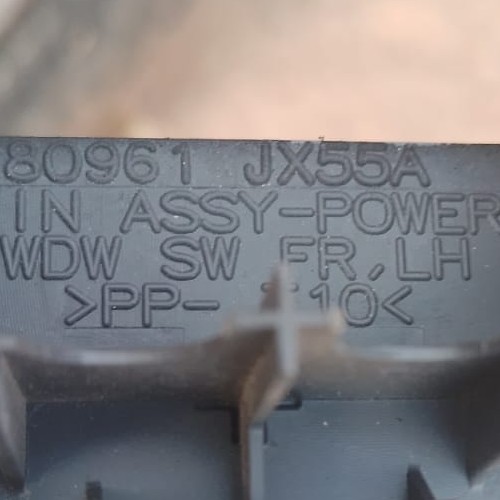 80961 JX55A
IN ASSY-POWER
WDW SW FR,LH
>PP- 10<